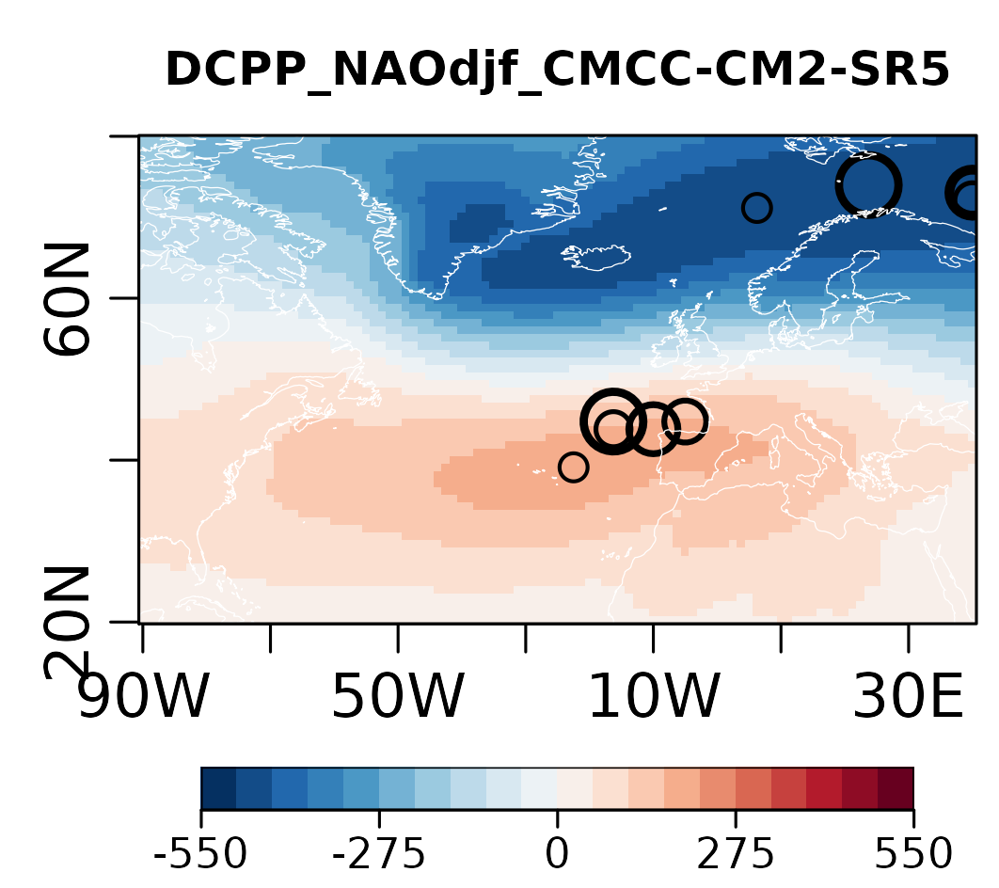 DCPP_NAOdjf_CMCC-CM2-SR5
60N
20N
90W 50W 10W 30E
-550 -275 0 275 550